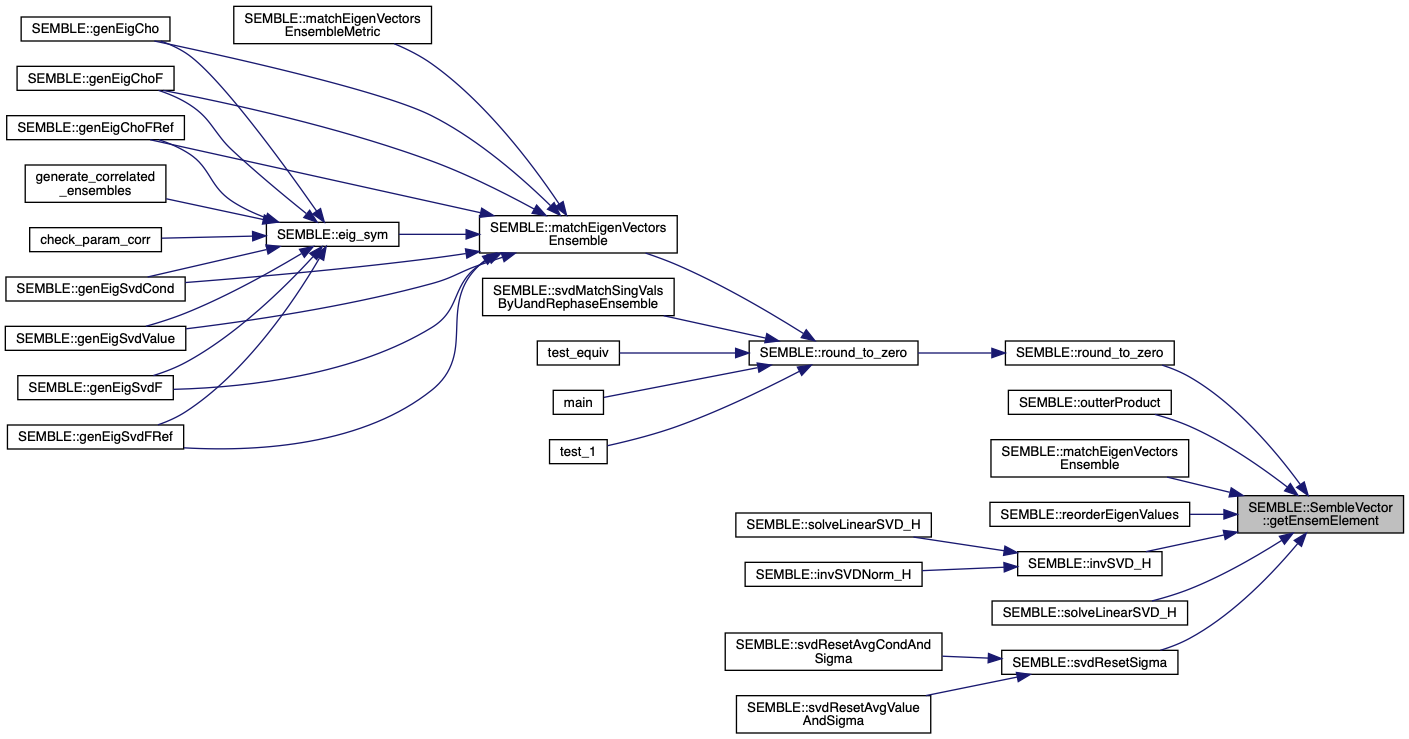 SEMBLE::genEigCho
SEMBLE::matchEigenVectors
EnsembleMetric
SEMBLE::genEigChoF
SEMBLE::genEigChoFRef
generate_correlated
_ensembles
check_param_corr
SEMBLE::genEigSvdCond
SEMBLE::genEigSvdValue
SEMBLE::genEigSvdF
SEMBLE::genEigSvdFRef
SEMBLE::eig_sym
SEMBLE::matchEigenVectors
Ensemble
SEMBLE::svdMatchSingVals
ByUandRephaseEnsemble
test_equiv
main
test_1
SEMBLE::round_to_zero
SEMBLE::round_to_zero
SEMBLE::outterProduct
SEMBLE::matchEigenVectors
Ensemble
SEMBLE::reorderEigenValues
SEMBLE::solveLinearSVD_H
SEMBLE::invSVDNorm_H
SEMBLE::invSVD_H
SEMBLE::solveLinearSVD_H
SEMBLE::svdResetAvgCondAnd
Sigma
SEMBLE::svdResetAvgValue
AndSigma
SEMBLE::svdResetSigma
SEMBLE::SembleVector
::getEnsemElement